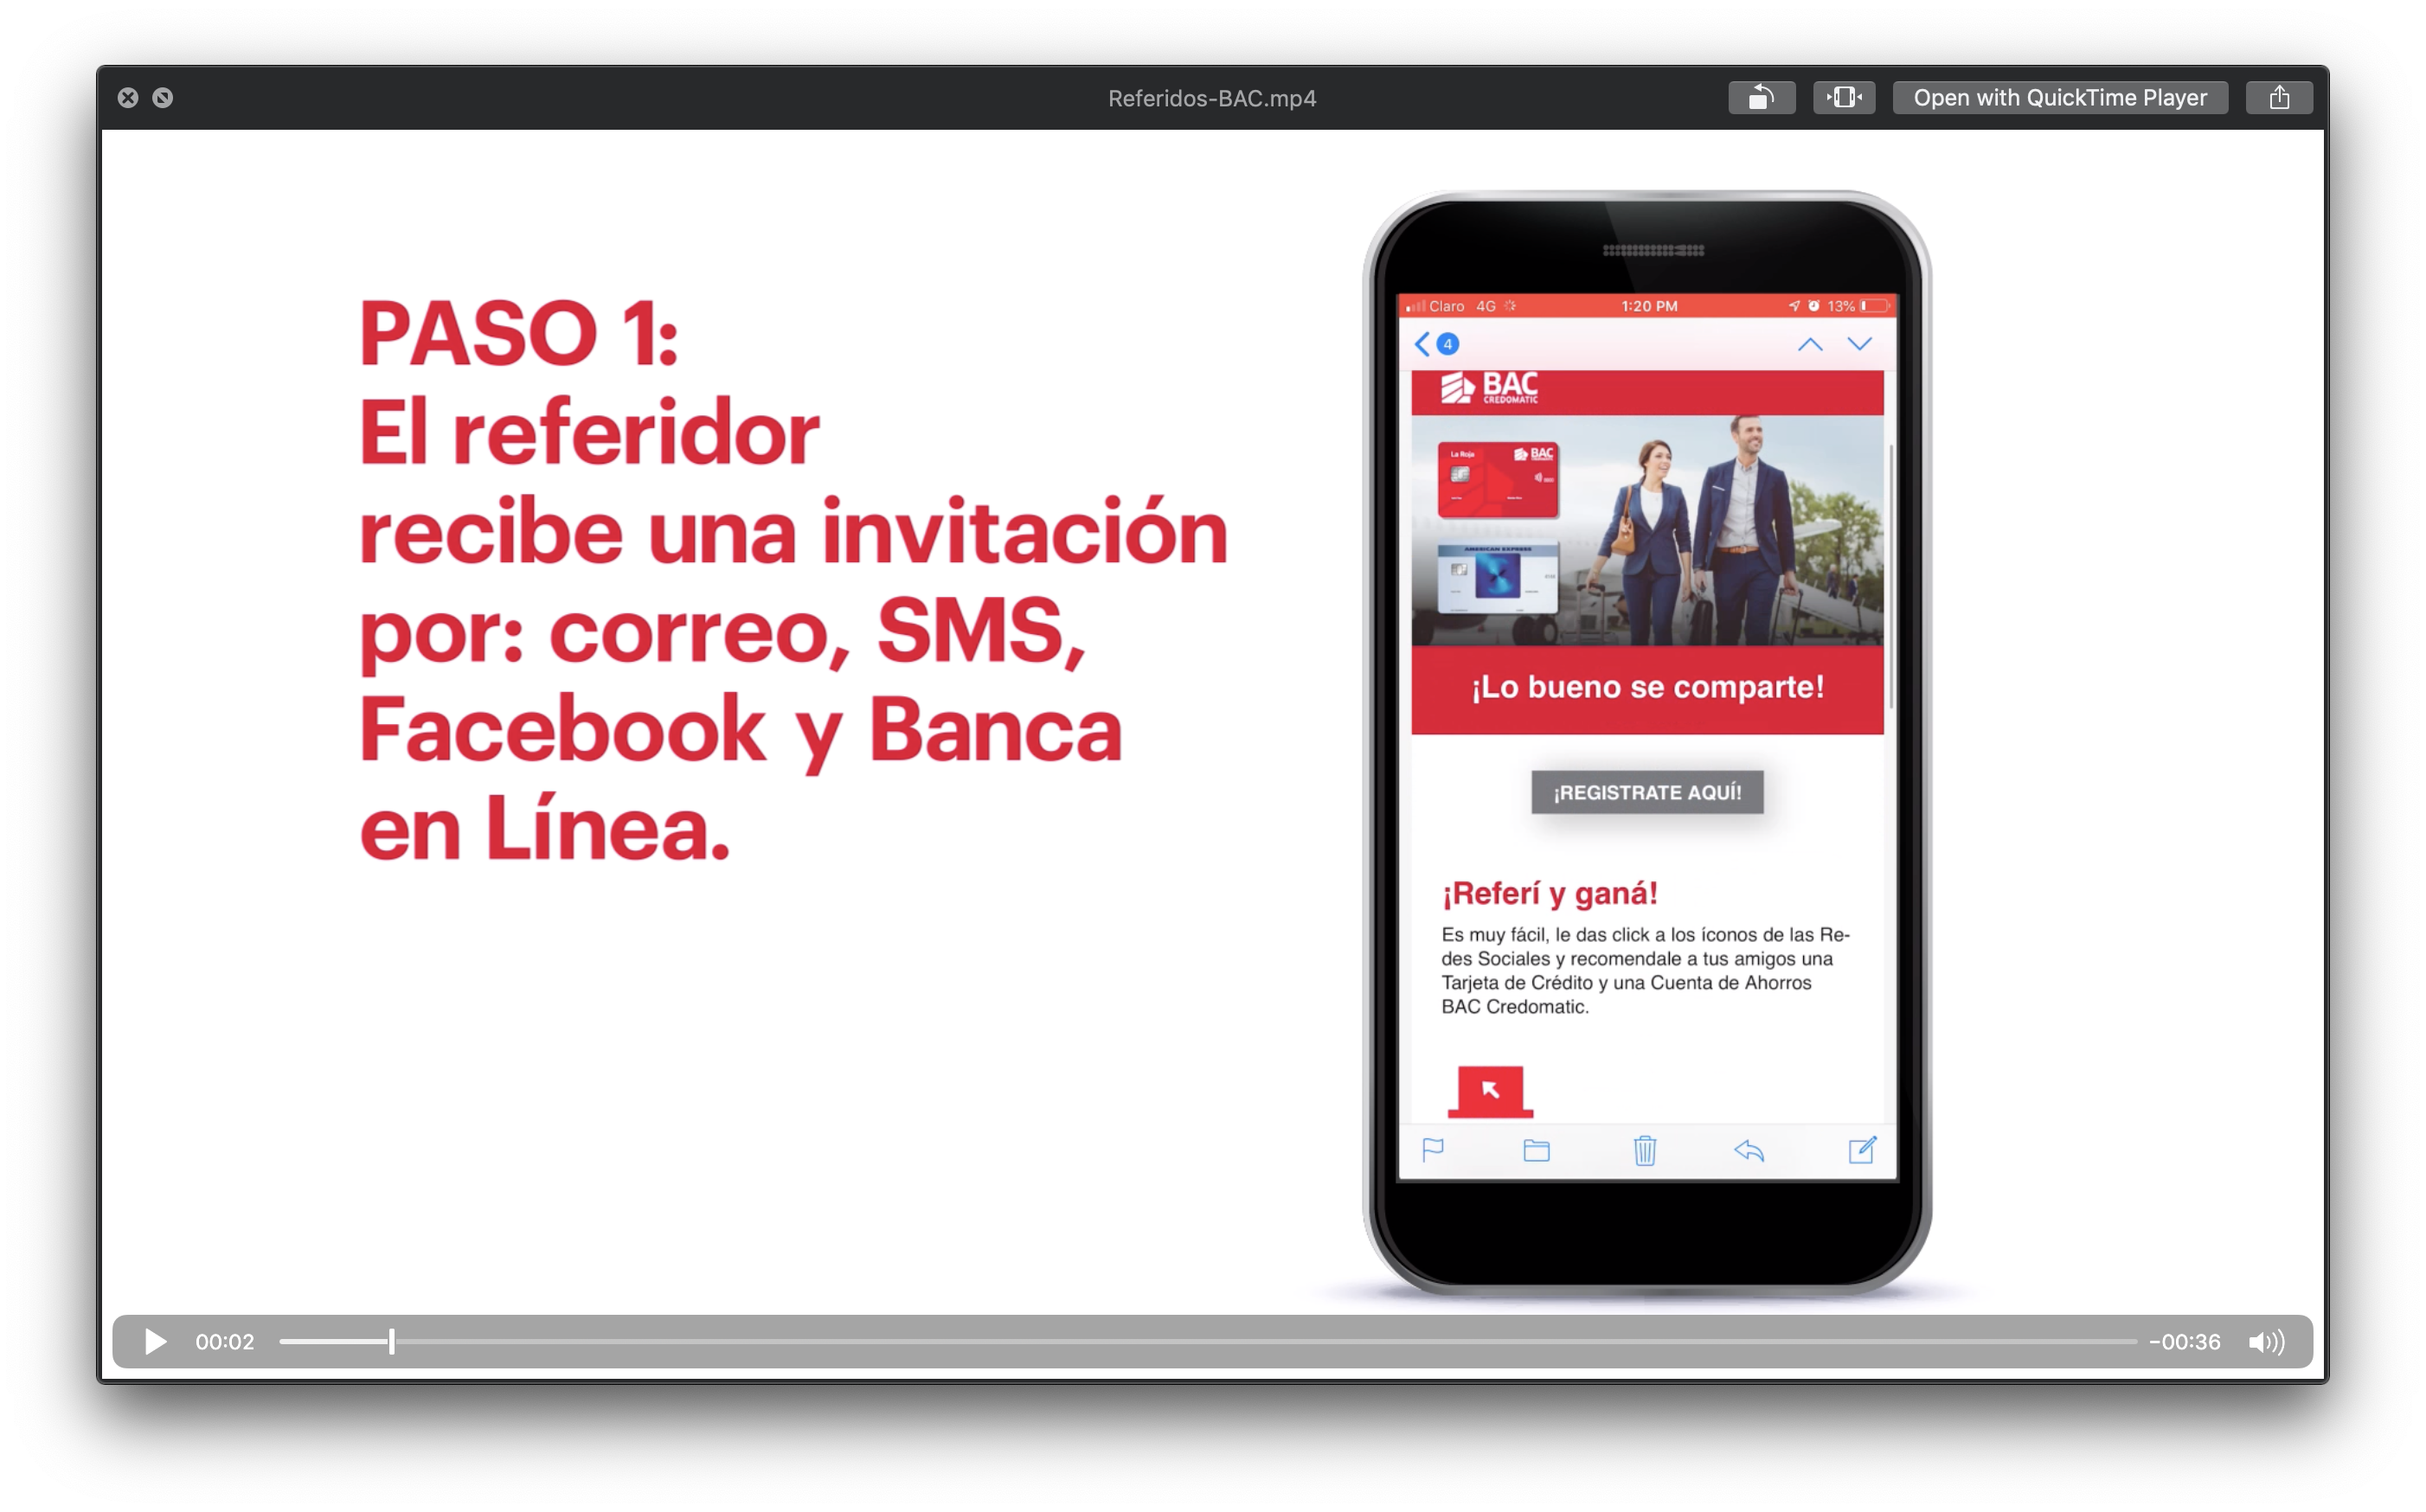 Referidos-BAC.mp4
Open with QuickTime Player
PASO 1:
El referidor
recibe una invitación
por: correo, SMS,
Facebook y Banca
en Línea.
Claro 4G 1:20 PM 13%
4
BAC
CREDOMATIC
La Roja BAC
AMERICAN EXPRESS
¡Lo bueno se comparte!
¡REGISTRATE AQUÍ!
¡Referí y ganá!
Es muy fácil, le das click a los íconos de las Re-
des Sociales y recomendale a tus amigos una
Tarjeta de Crédito y una Cuenta de Ahorros
BAC Credomatic.
00:02 -00:36